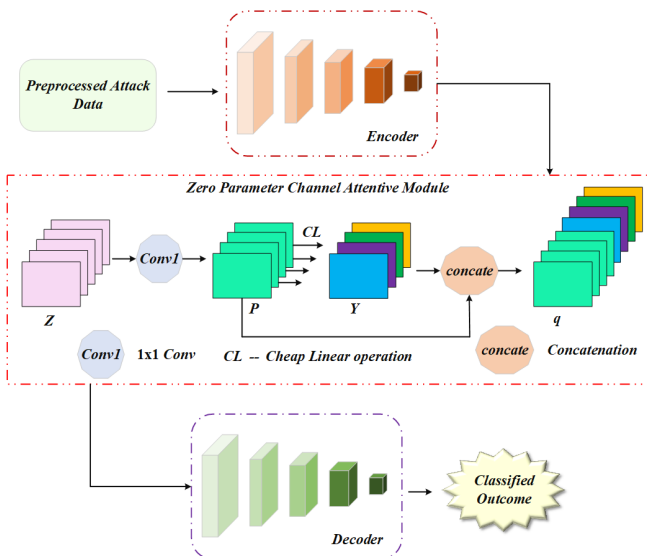 Preprocessed Attack
Data
Encoder
Zero Parameter Channel Attentive Module
Conv1
CL
concate
Z
P
Y
q
Conv1
1x1 Conv
CL -- Cheap Linear operation
concate
Concatenation
Classified
Outcome
Decoder